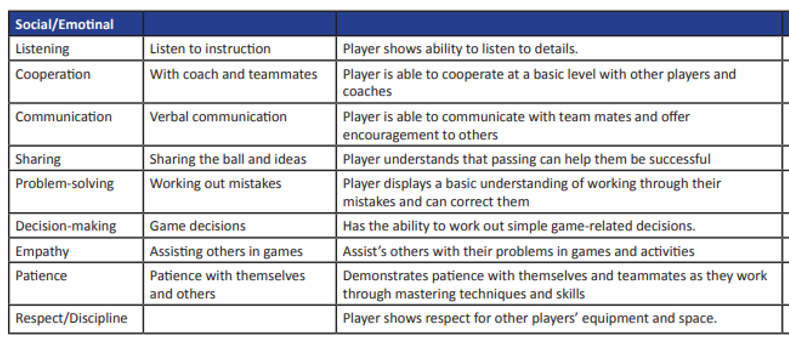 Social/Emotinal
Listening Listen to instruction Player shows ability to listen to details.
Cooperation With coach and teammates Player is able to cooperate at a basic level with other players and
coaches
Communication Verbal communication Player is able to communicate with team mates and offer
encouragement to others
Sharing Sharing the ball and ideas Player understands that passing can help them be successful
Problem-solving Working out mistakes Player displays a basic understanding of working through their
mistakes and can correct them
Decision-making Game decisions Has the ability to work out simple game-related decisions.
Empathy Assisting others in games Assist's others with their problems in games and activities
Patience Patience with themselves Demonstrates patience with themselves and teammates as they work
and others through mastering techniques and skills
Respect/Discipline Player shows respect for other players' equipment and space.